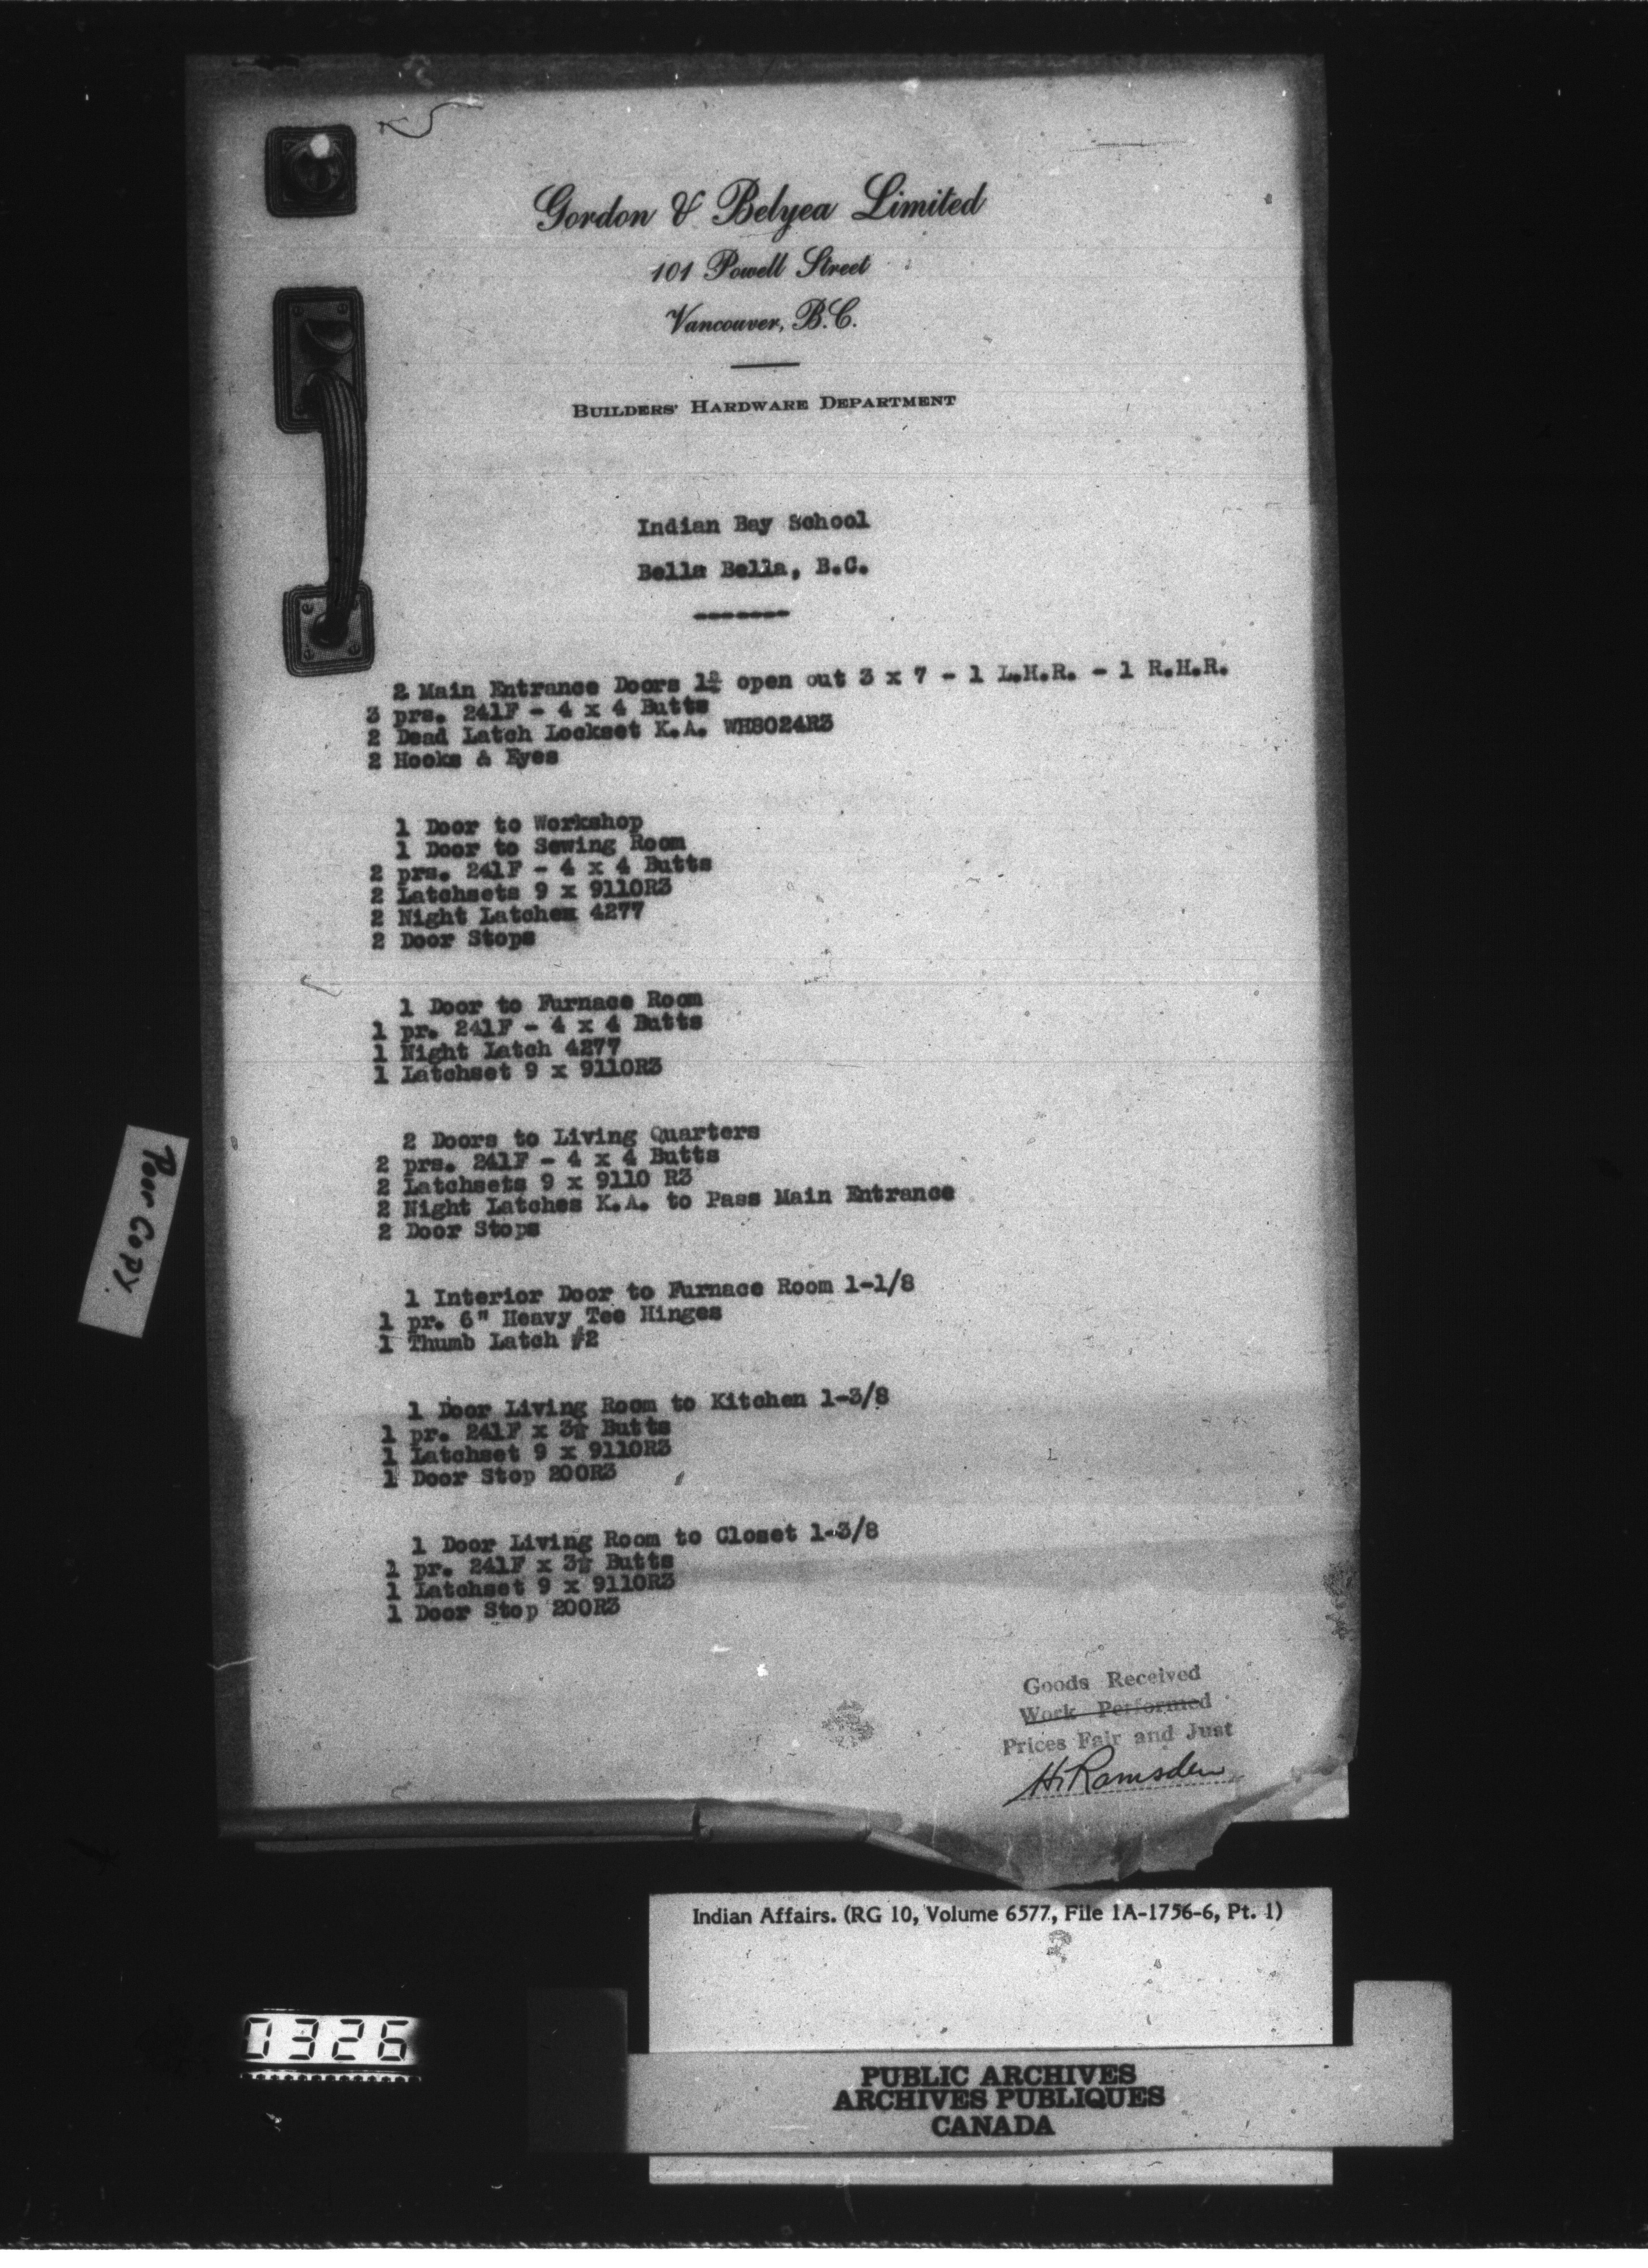 Gordon & Belyea Limited
101 Powell Street
Vancouver, B.C.
BUILDERS' HARDWARE DEPARTMENT
Indian Bay School
Bella Bella, B.C.
-------
2 Main Entrance Doors 1¾ open out 3 x 7 - 1 L.H.R. - 1 R.H.R.
3 prs. 241F - 4 x 4 Butts
2 Dead Latch Lockset K.A. WH8024R3
2 Hooks & Eyes
1 Door to Workshop
1 Door to Sewing Room
2 prs. 241F - 4 x 4 Butts
2 Latchsets 9 x 9110R3
2 Night Latches 4277
2 Door Stops
1 Door to Furnace Room
1 pr. 241F - 4 x 4 Butts
1 Night Latch 4277
1 Latchset 9 x 9110R3
2 Doors to Living Quarters
2 prs. 241F - 4 x 4 Butts
2 Latchsets 9 x 9110 R3
2 Night Latches K.A. to Pass Main Entrance
2 Door Stops
1 Interior Door to Furnace Room 1-1/8
1 pr. 6" Heavy Tee Hinges
1 Thumb Latch #2
1 Door Living Room to Kitchen 1-3/8
1 pr. 241F x 3½ Butts
1 Latchset 9 x 9110R3
1 Door Stop 200R3
1 Door Living Room to Closet 1-3/8
1 pr. 241F x 3½ Butts
1 Latchset 9 x 9110R3
1 Door Stop 200R3
Goods Received
Work Performed
Prices Fair and Just
H. Ramsden
Poor Copy.
Indian Affairs. (RG 10, Volume 6577, File 1A-1756-6, Pt. 1)
0326
PUBLIC ARCHIVES
ARCHIVES PUBLIQUES
CANADA